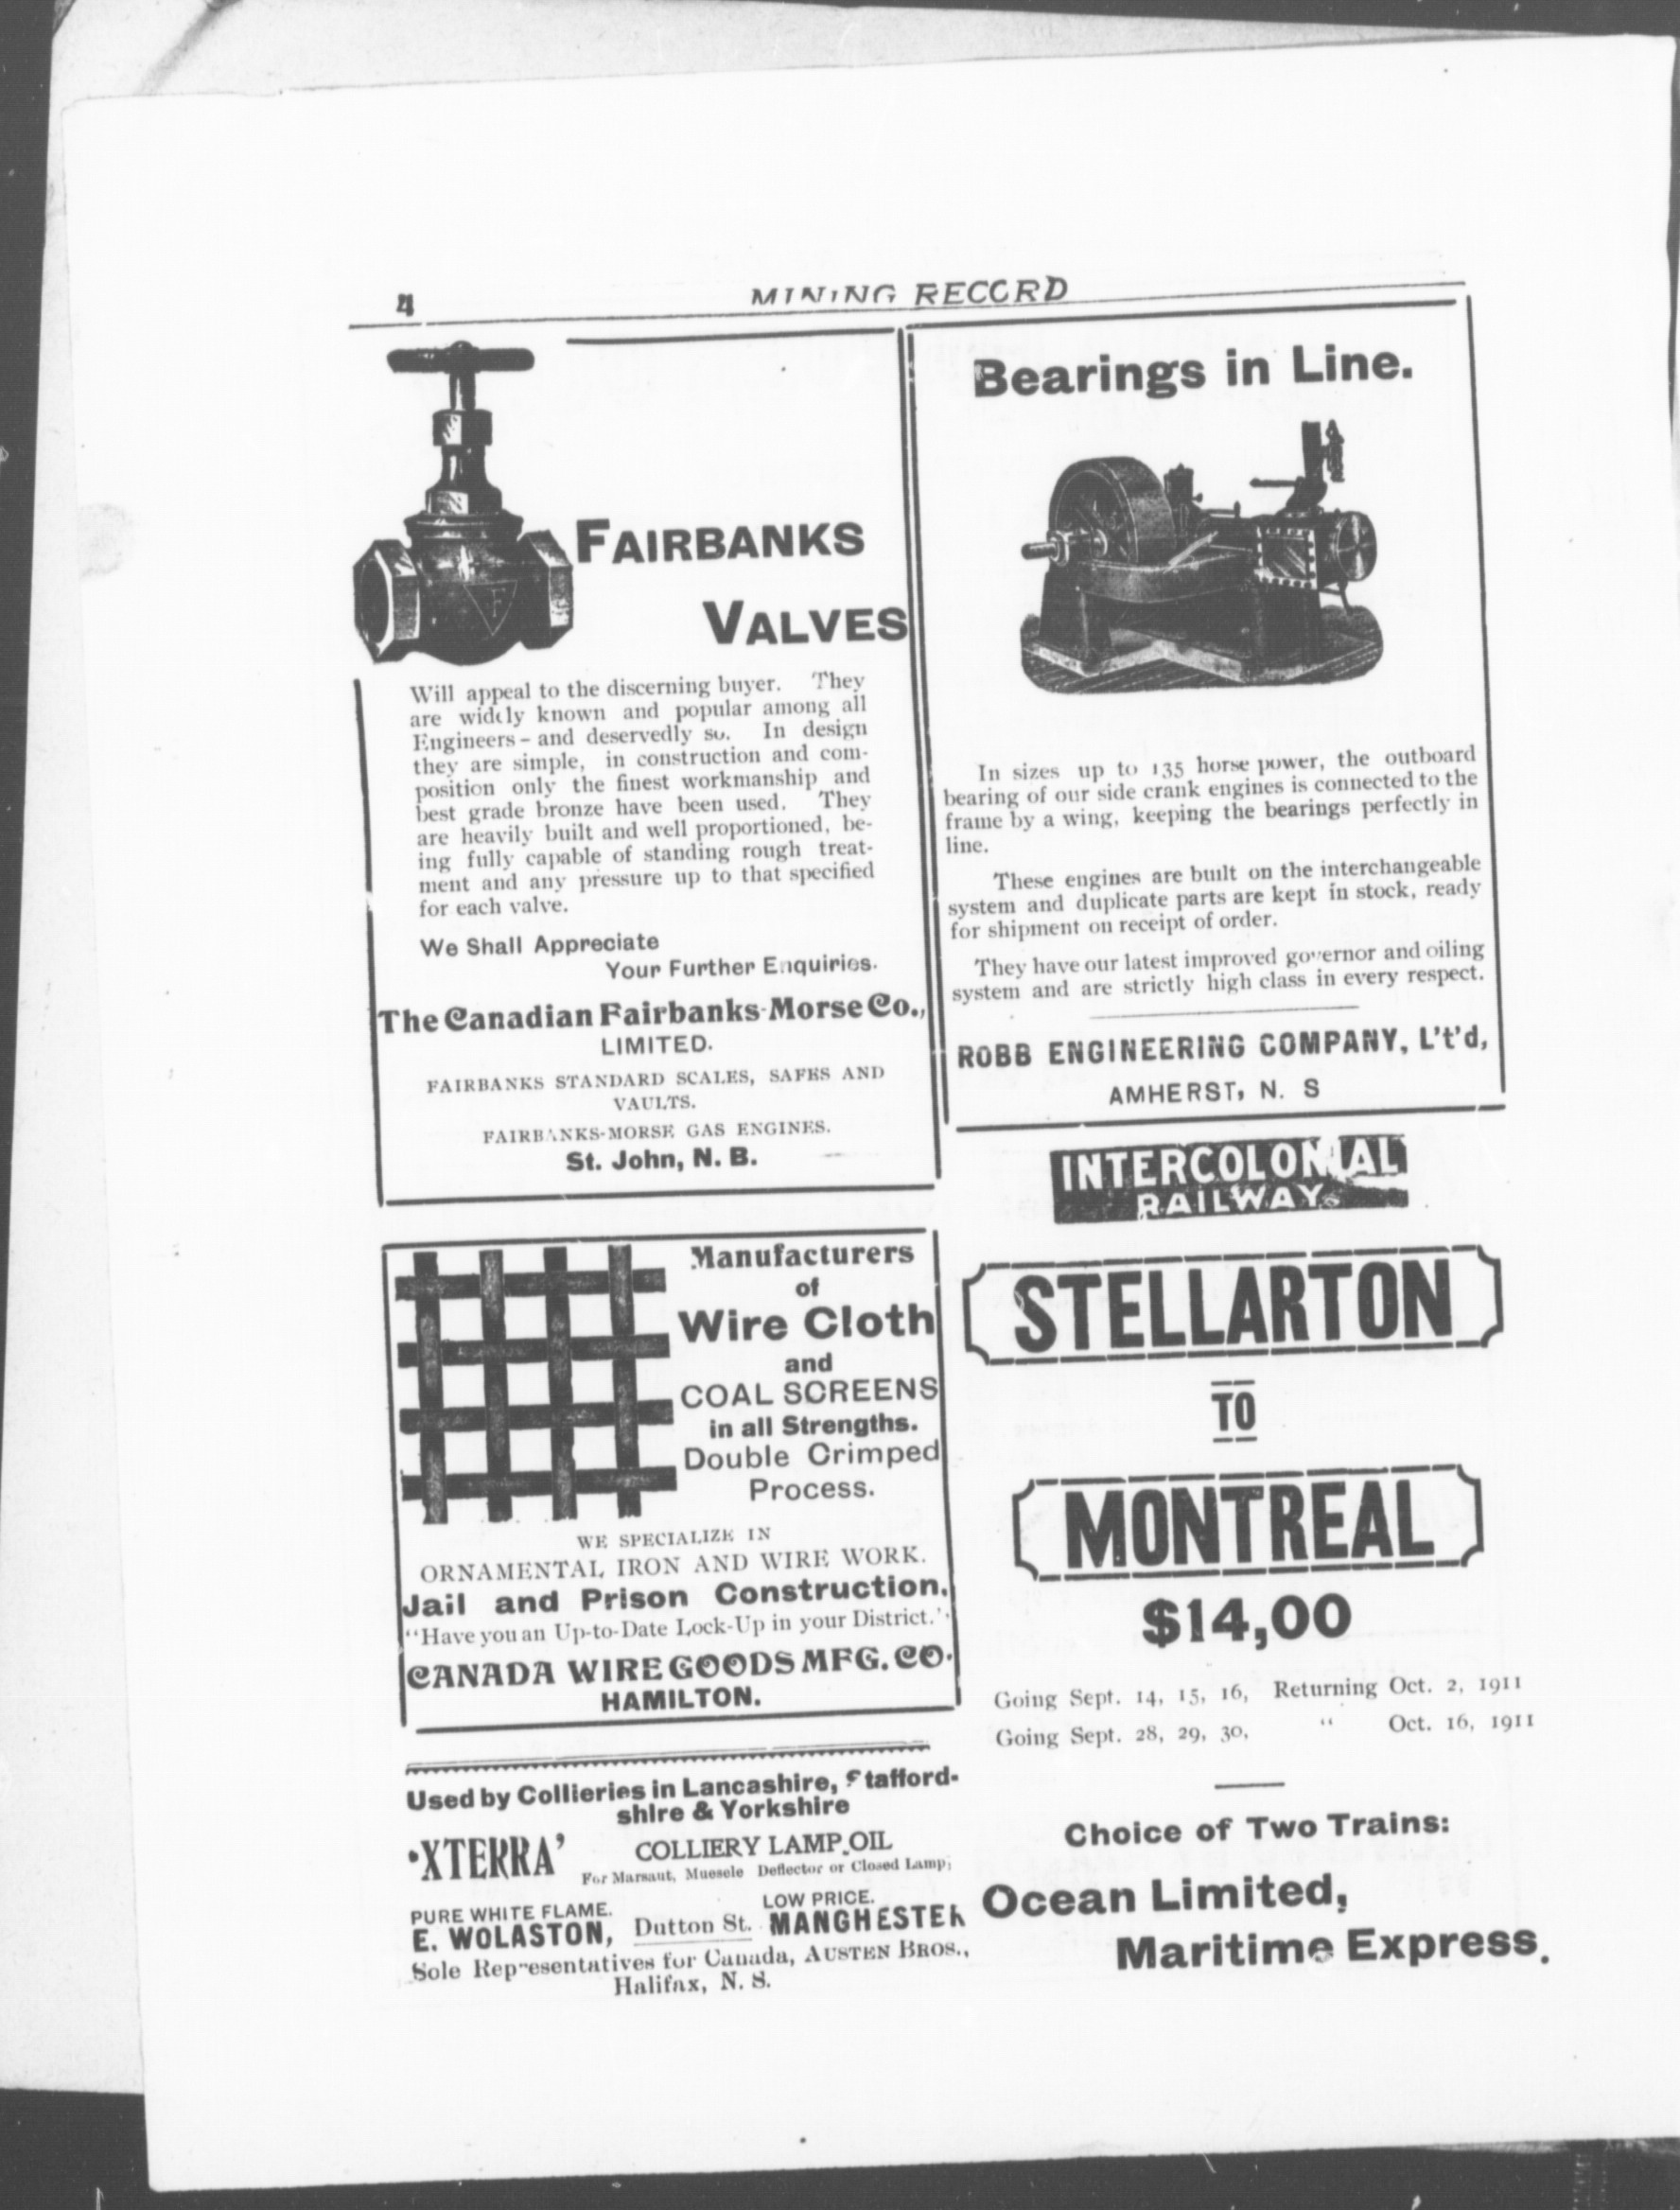 4
MINING RECORD
FAIRBANKS
VALVES
Will appeal to the discerning buyer. They
are widely known and popular among all
Engineers – and deservedly so. In design
they are simple, in construction and com-
position only the finest workmanship and
best grade bronze have been used. They
are heavily built and well proportioned, be-
ing fully capable of standing rough treat-
ment and any pressure up to that specified
for each valve.
We Shall Appreciate
Your Further Enquiries.
The Canadian Fairbanks-Morse Co.,
LIMITED.
FAIRBANKS STANDARD SCALES, SAFES AND
VAULTS.
FAIRBANKS-MORSE GAS ENGINES.
St. John, N. B.
Manufacturers
of
Wire Cloth
and
COAL SCREENS
in all Strengths.
Double Crimped
Process.
WE SPECIALIZE IN
ORNAMENTAL IRON AND WIRE WORK.
Jail and Prison Construction.
"Have you an Up-to-Date Lock-Up in your District."
CANADA WIRE GOODS MFG. CO.
HAMILTON.
Used by Collieries in Lancashire, Stafford-
shire & Yorkshire
'XTERRA'
COLLIERY LAMP OIL
For Marsaut, Muesele Deflector or Closed Lamp;
PURE WHITE FLAME.
LOW PRICE.
E. WOLASTON, Dutton St. MANGHESTER
Sole Representatives for Canada, AUSTEN BROS.,
Halifax, N. S.
Bearings in Line.
In sizes up to 135 horse power, the outboard
bearing of our side crank engines is connected to the
frame by a wing, keeping the bearings perfectly in
line.
These engines are built on the interchangeable
system and duplicate parts are kept in stock, ready
for shipment on receipt of order.
They have our latest improved governor and oiling
system and are strictly high class in every respect.
ROBB ENGINEERING COMPANY, L't'd,
AMHERST, N. S
INTERCOLONIAL
RAILWAY
STELLARTON
TO
MONTREAL
$14,00
Going Sept. 14, 15, 16, Returning Oct. 2, 1911
Going Sept. 28, 29, 30, " Oct. 16, 1911
Choice of Two Trains:
Ocean Limited,
Maritime Express.